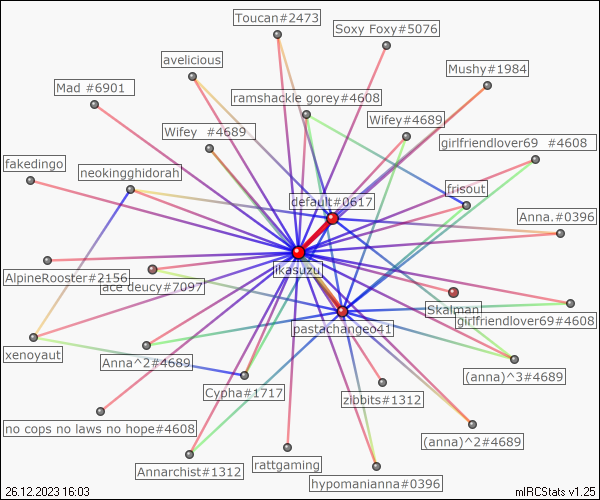 Toucan#2473
Soxy Foxy#5076
avelicious
Mushy#1984
Mad #6901
ramshackle gorey#4608
Wifey#4689
Wifey #4689
girlfriendlover69 #4608
fakedingo
neokingghidorah
frisout
default#0617
Anna.#0396
ikasuzu
AlpineRooster#2156
ace deucy#7097
Skalman
girlfriendlover69#4608
pastachangeo41
xenoyaut
Anna^2#4689
(anna)^3#4689
Cypha#1717
zibbits#1312
no cops no laws no hope#4608
(anna)^2#4689
Annarchist#1312
rattgaming
hypomanianna#0396
26.12.2023 16:03
mIRCStats v1.25